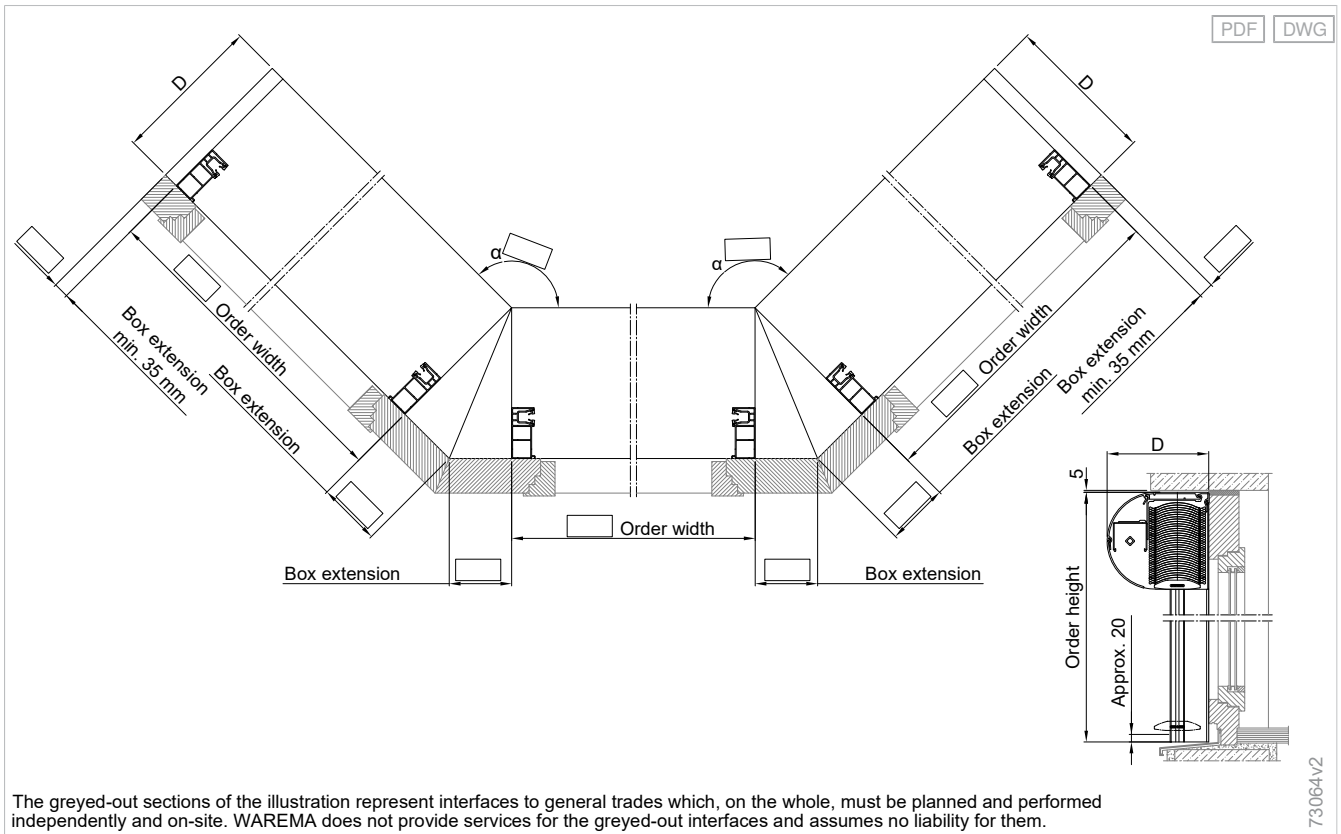 PDF
DWG
D
D
α
α
Order width
Order width
Box extension
min. 35 mm
Box extension
min. 35 mm
Box extension
Box extension
Order width
Box extension
Box extension
D
5
Order height
Approx. 20
The greyed-out sections of the illustration represent interfaces to general trades which, on the whole, must be planned and performed
independently and on-site. WAREMA does not provide services for the greyed-out interfaces and assumes no liability for them.
73064v2